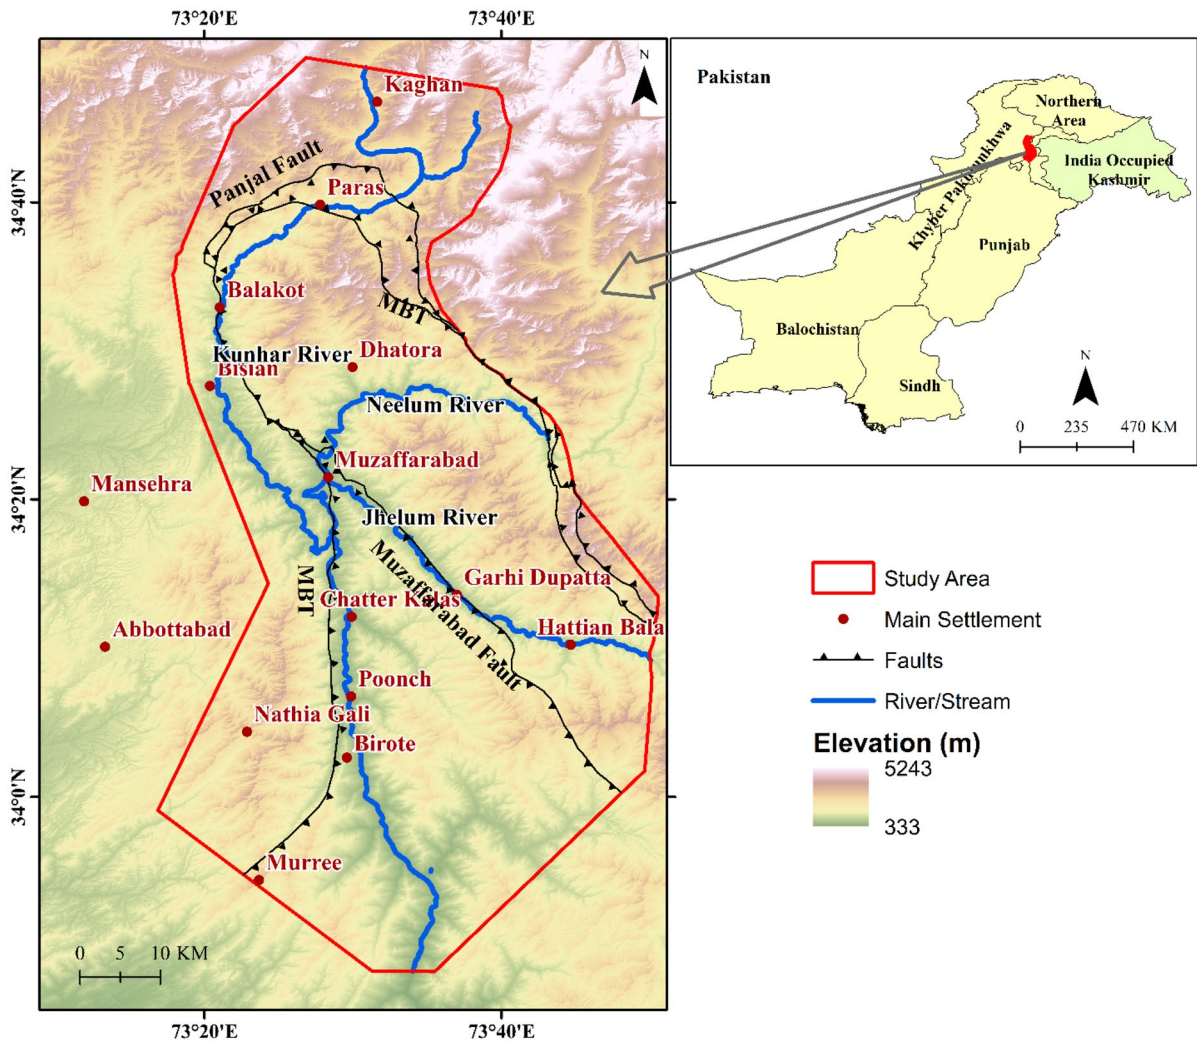 73°20'E
73°40'E
N
Kaghan
Panjal Fault
Paras
34°40'N
Balakot
MBT
Kunhar River
Dhatora
Bisian
Neelum River
Muzaffarabad
Mansehra
34°20'N
Jhelum River
MBT
Muzaffarabad Fault
Garhi Dupatta
Chatter Kalas
Hattian Bala
Abbottabad
Poonch
Nathia Gali
Birote
34°0'N
Murree
0 5 10 KM
73°20'E
73°40'E
Pakistan
Northern
Area
Khyber Pakhtunkhwa
India Occupied
Kashmir
Punjab
Balochistan
Sindh
N
0 235 470 KM
Study Area
Main Settlement
Faults
River/Stream
Elevation (m)
5243
333